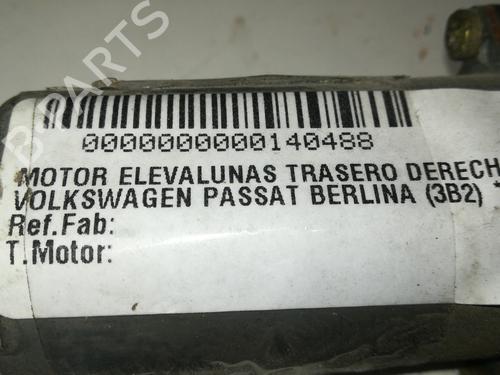 0000000000140488
MOTOR ELEVALUNAS TRASERO DERECH
VOLKSWAGEN PASSAT BERLINA (3B2)
Ref.Fab:
T.Motor:
B-PARTS